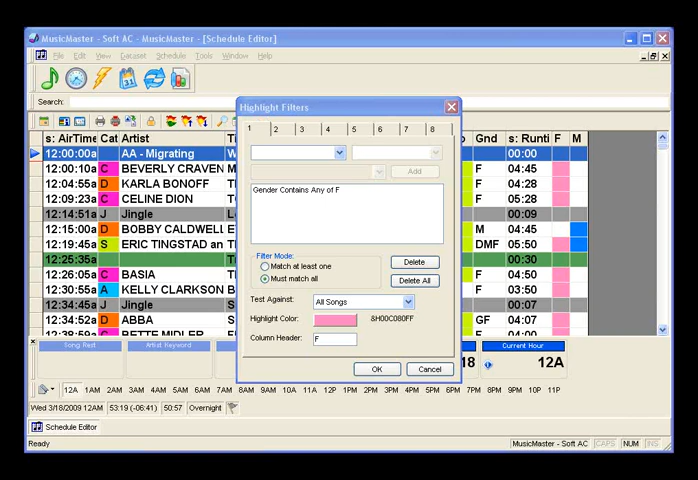 MusicMaster - Soft AC - MusicMaster - [Schedule Editor]
File Edit View Dataset Schedule Tools Window Help
Search:
Highlight Filters
1 2 3 4 5 6 7 8
Add
Gender Contains Any of F
Filter Mode:
Match at least one
Must match all
Delete
Delete All
Test Against: All Songs
Highlight Color: &H00C080FF
Column Header: F
OK Cancel
s: AirTime Cat Artist Gnd s: Runti F M
12:00:00a AA - Migrating 00:00
12:00:10a C BEVERLY CRAVEN F 04:45
12:04:55a D KARLA BONOFF F 04:28
12:09:23a C CELINE DION F 05:28
12:14:51a J Jingle 00:09
12:15:00a D BOBBY CALDWELL M 04:45
12:19:45a S ERIC TINGSTAD an DMF 05:50
12:25:35a 00:30
12:26:05a C BASIA F 04:50
12:30:55a A KELLY CLARKSON F 03:50
12:34:45a J Jingle 00:07
12:34:52a D ABBA GF 04:07
12:38:59a C BETTE MIDLER F 04:00
Song Rest Artist Keyword Current Hour
18 12A
12A 1AM 2AM 3AM 4AM 5AM 6AM 7AM 8AM 9AM 10A 11A 12P 1PM 2PM 3PM 4PM 5PM 6PM 7PM 8PM 9PM 10P 11P
Wed 3/18/2009 12AM 53:19 (-06:41) 50:57 Overnight
Schedule Editor
Ready MusicMaster - Soft AC CAPS NUM INS